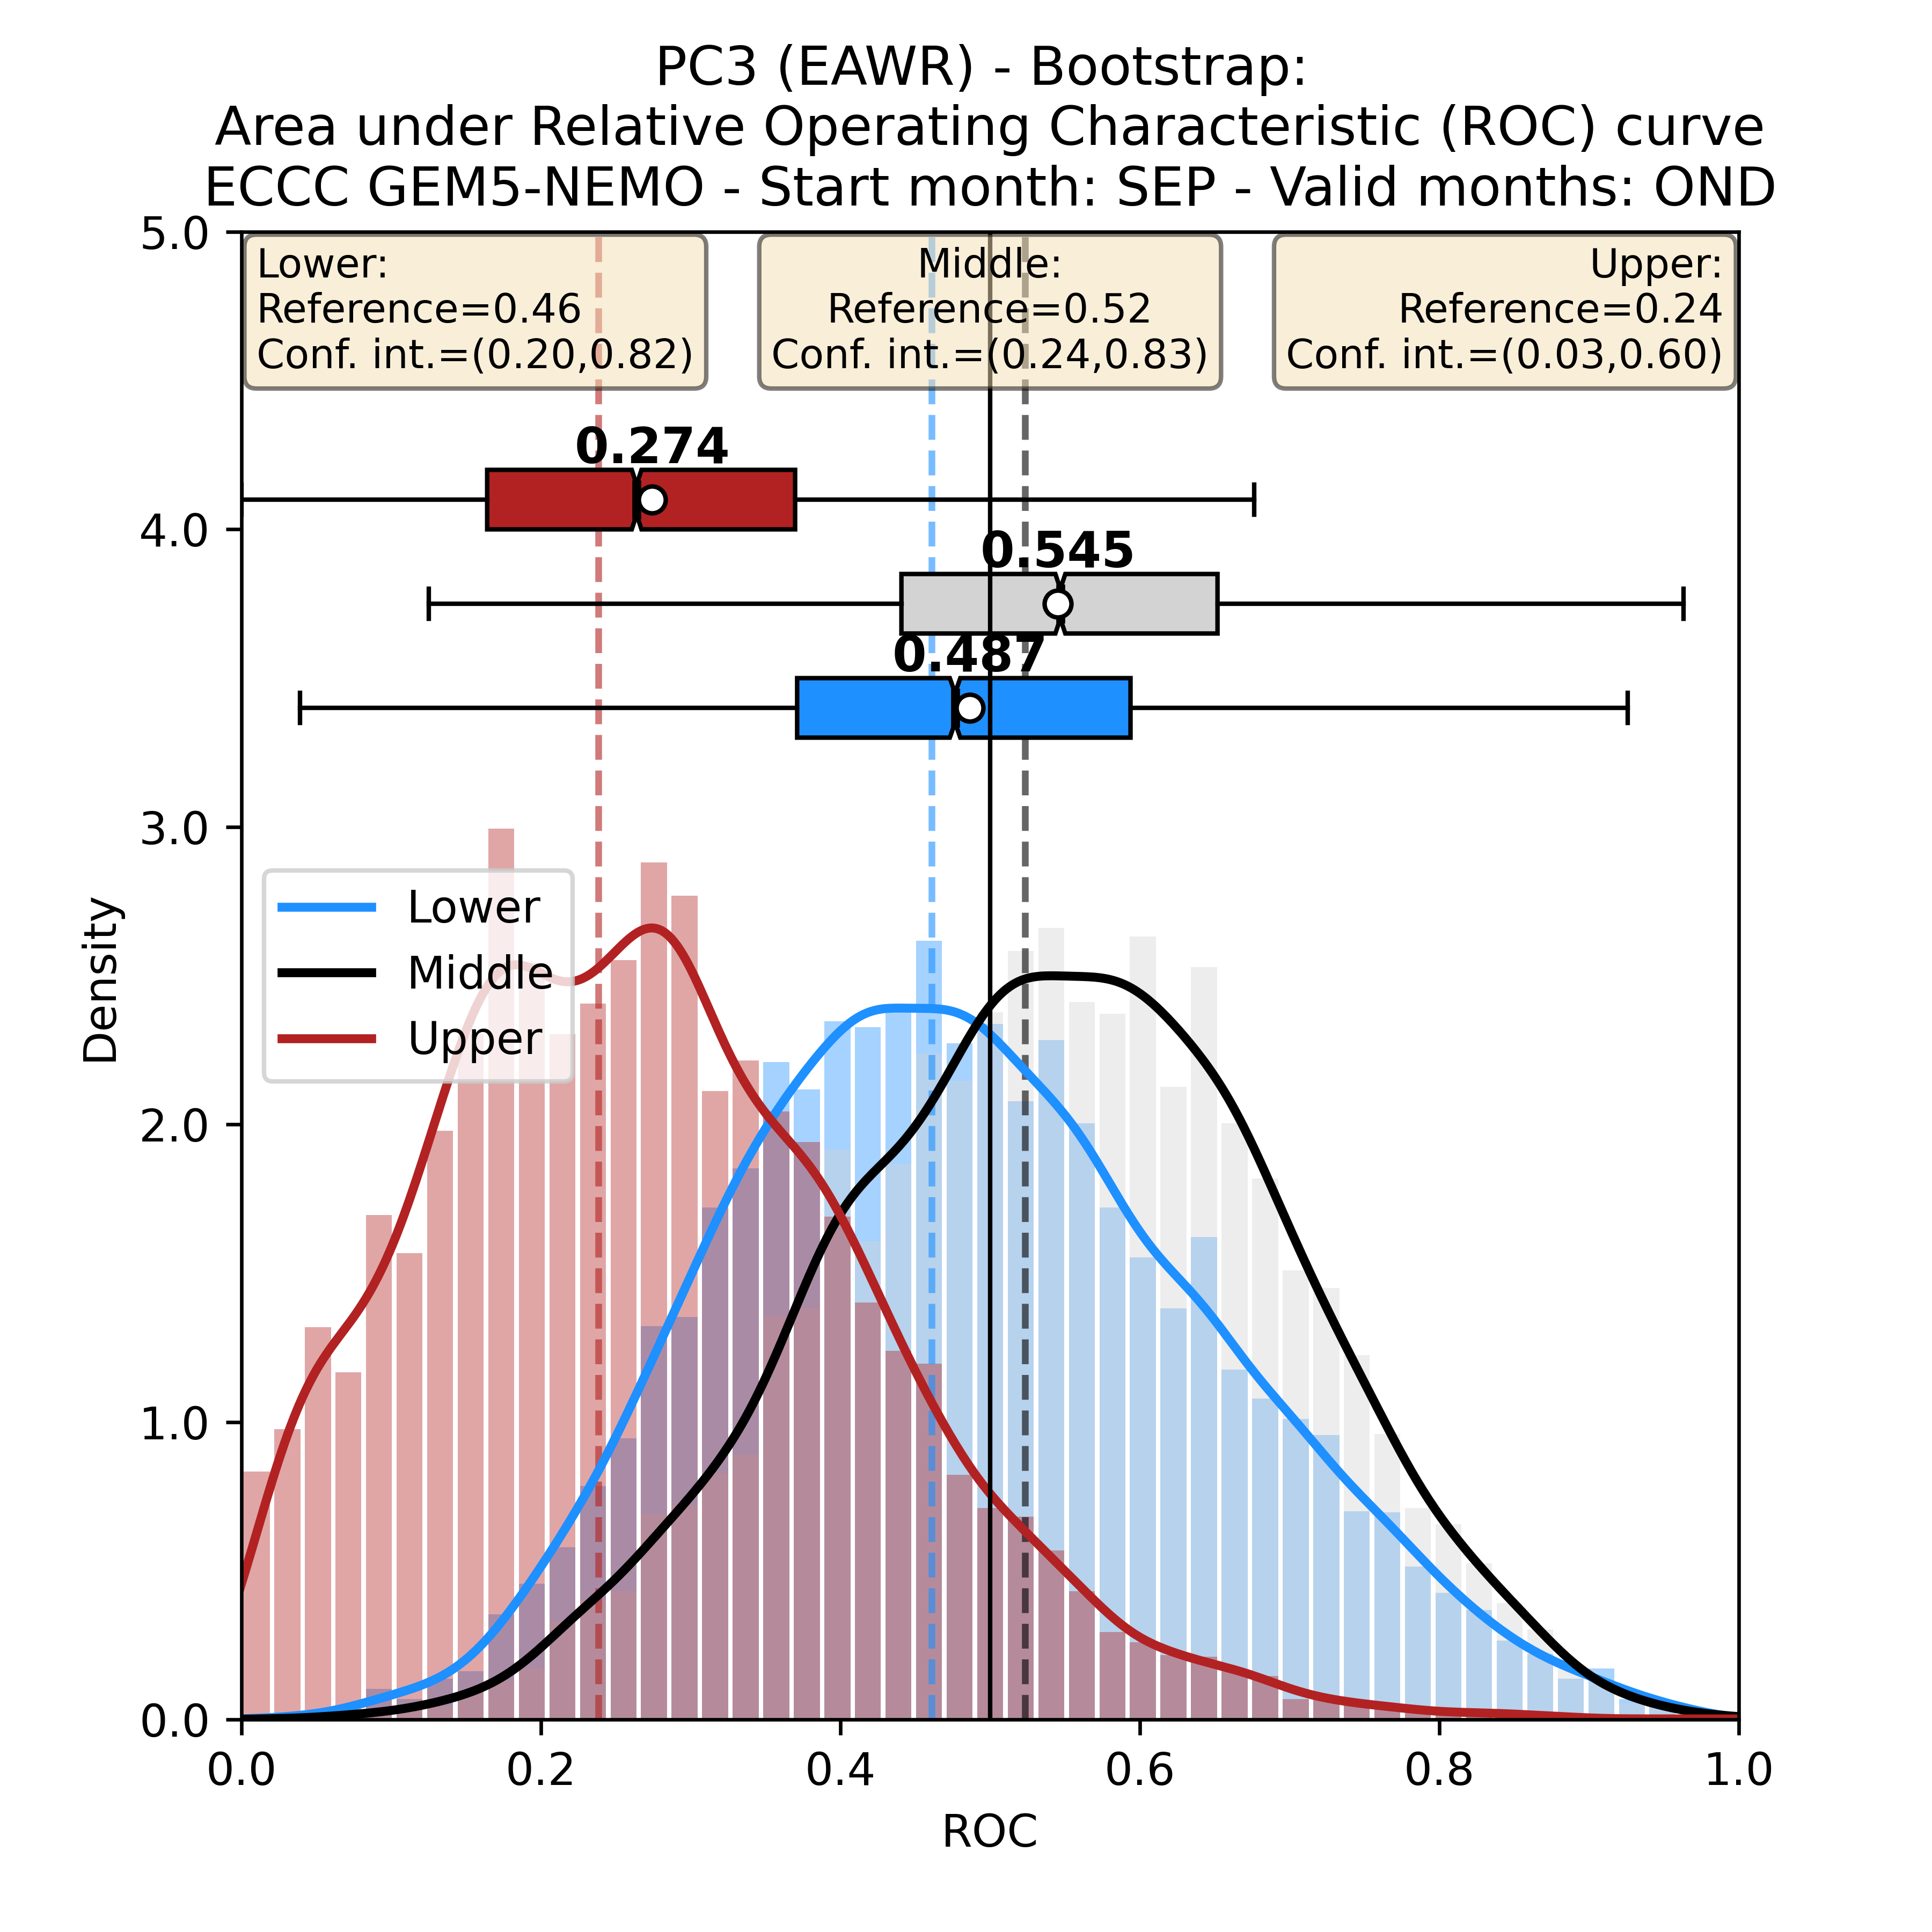 PC3 (EAWR) - Bootstrap:
Area under Relative Operating Characteristic (ROC) curve
ECCC GEM5-NEMO - Start month: SEP - Valid months: OND
Lower:
Reference=0.46
Conf. int.=(0.20,0.82)
Middle:
Reference=0.52
Conf. int.=(0.24,0.83)
Upper:
Reference=0.24
Conf. int.=(0.03,0.60)
0.274
0.545
0.487
Lower
Middle
Upper
Density
5.0
4.0
3.0
2.0
1.0
0.0
0.0
0.2
0.4
0.6
0.8
1.0
ROC